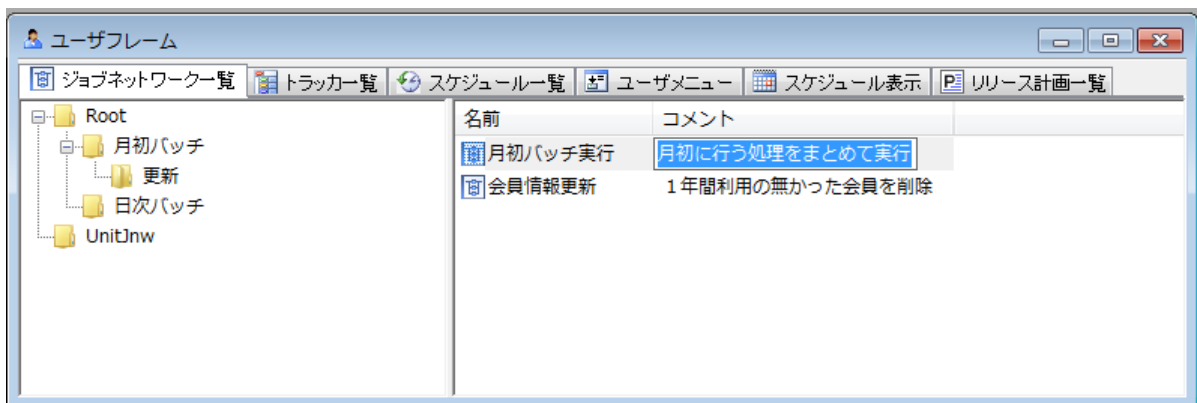 ユーザフレーム
ジョブネットワーク一覧 トラッカ一覧 スケジュール一覧 ユーザメニュー スケジュール表示 リリース計画一覧
Root
月初バッチ
更新
日次バッチ
UnitJnw
名前 コメント
月初バッチ実行 月初に行う処理をまとめて実行
会員情報更新 １年間利用の無かった会員を削除